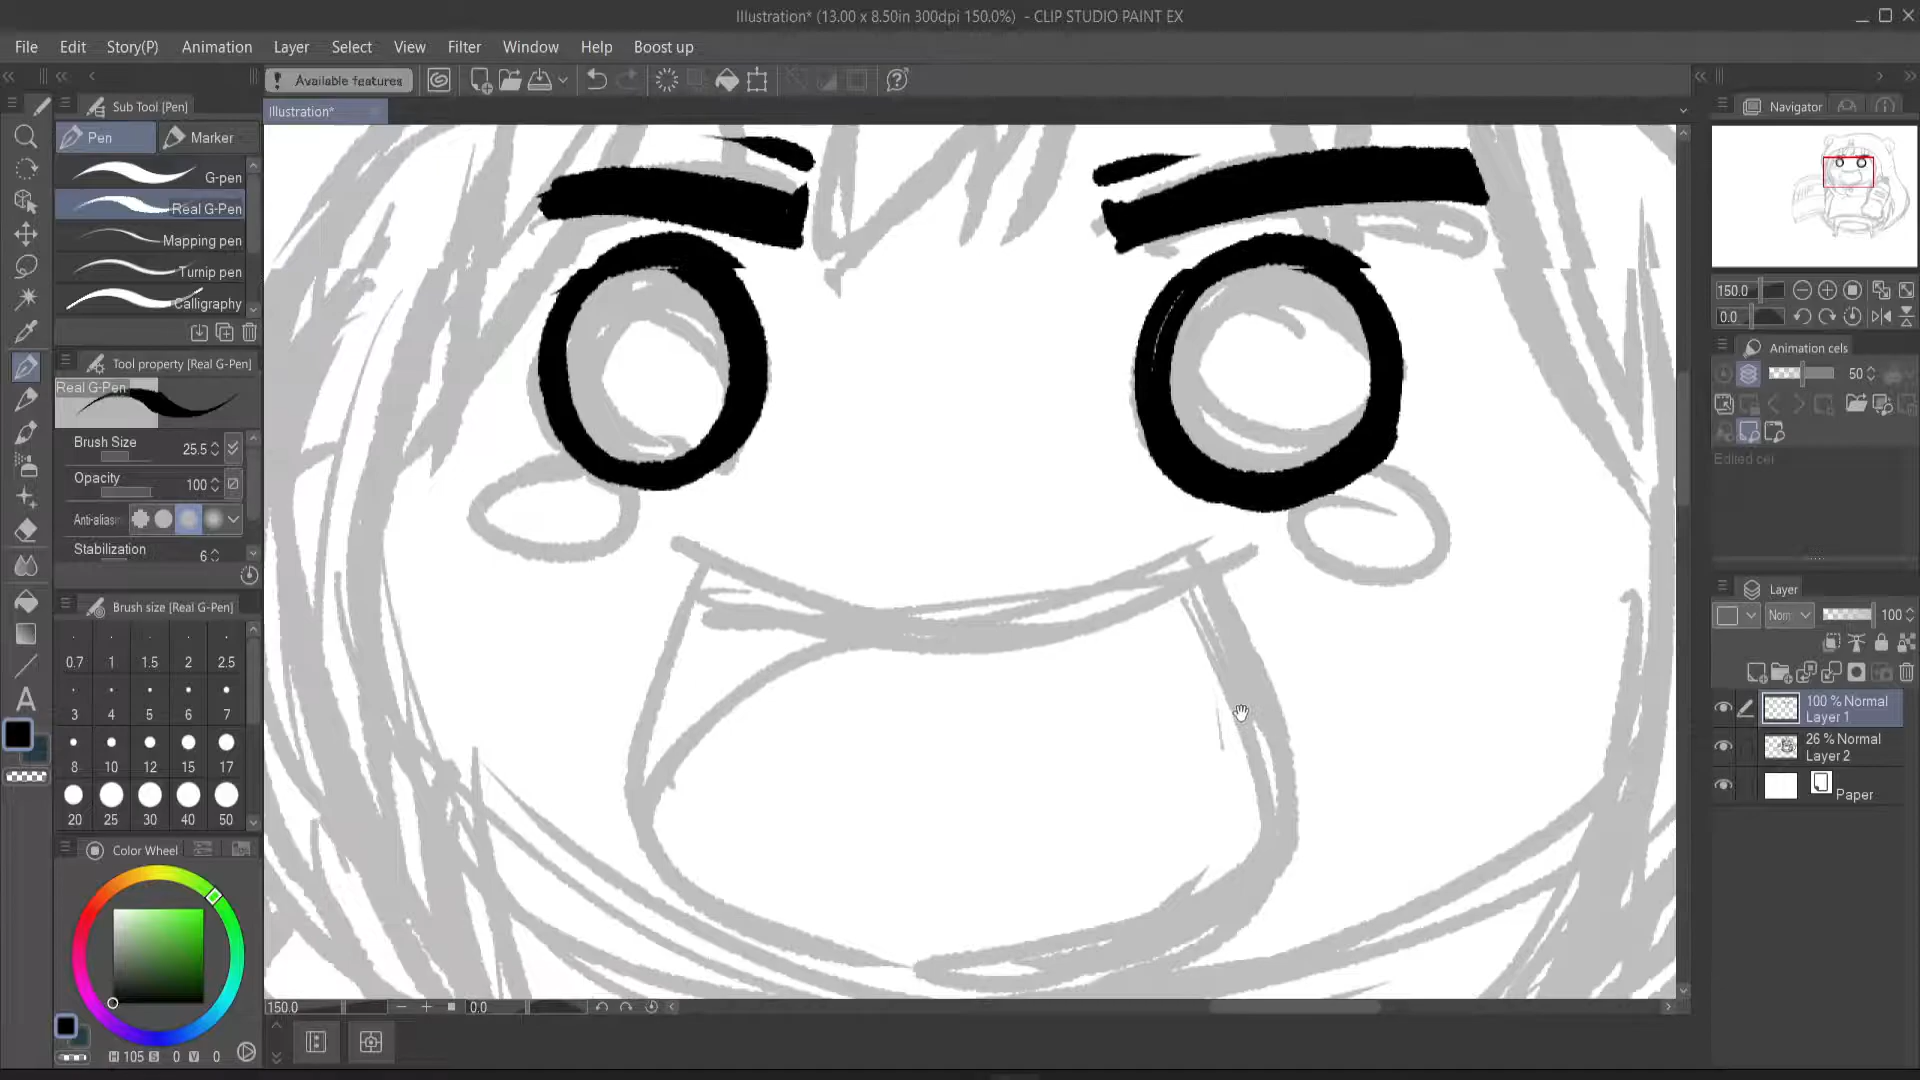 Illustration* (13.00 x 8.50in 300dpi 150.0%) - CLIP STUDIO PAINT EX
File Edit Story(P) Animation Layer Select View Filter Window Help Boost up
! Available features
Sub Tool [Pen]
Illustration*
Navigator
Pen Marker
G-pen
Real G-Pen
Mapping pen
Turnip pen
Calligraphy
150.0
0.0
Tool property [Real G-Pen]
Animation cels
Real G-Pen
50
Brush Size 25.5
Edited cel
Opacity 100
Anti-alias
Stabilization 6
Brush size [Real G-Pen]
Layer
Norm 100
0.7 1 1.5 2 2.5
3 4 5 6 7
100 % Normal
Layer 1
8 10 12 15 17
26 % Normal
Layer 2
20 25 30 40 50
Paper
Color Wheel
150.0 0.0
H 105 S 0 V 0
A